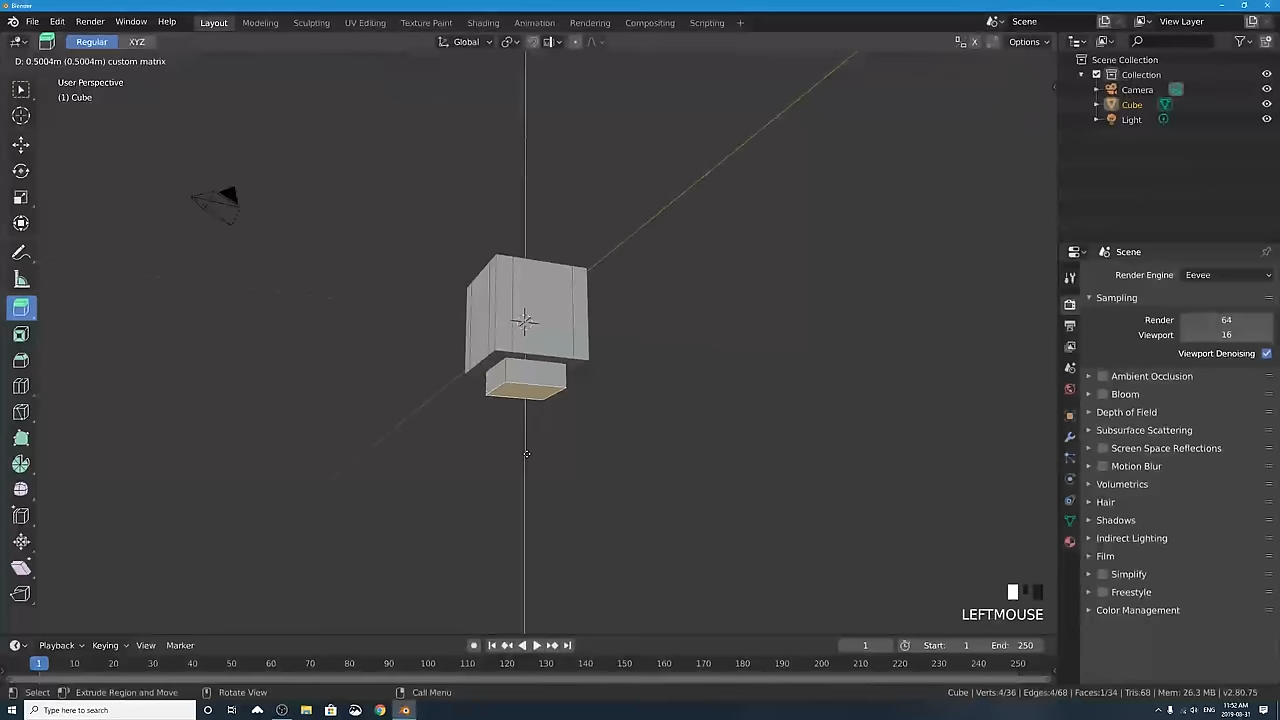 Blender
File Edit Render Window Help
Layout Modeling Sculpting UV Editing Texture Paint Shading Animation Rendering Compositing Scripting +
Scene
View Layer
Regular XYZ
Global
Options
D: 0.5004m (0.5004m) custom matrix
User Perspective
(1) Cube
Scene Collection
Collection
Camera
Cube
Light
Scene
Render Engine Eevee
Sampling
Render 64
Viewport 16
Viewport Denoising
Ambient Occlusion
Bloom
Depth of Field
Subsurface Scattering
Screen Space Reflections
Motion Blur
Volumetrics
Hair
Shadows
Indirect Lighting
Film
Simplify
Freestyle
Color Management
LEFTMOUSE
Playback Keying View Marker
1 Start: 1 End: 250
1 10 20 30 40 50 60 70 80 90 100 110 120 130 140 150 160 170 180 190 200 210 220 230 240 250
Select Extrude Region and Move Rotate View Call Menu
Cube | Verts:4/36 | Edges:4/68 | Faces:1/34 | Tris:68 | Mem: 26.3 MB | v2.80.75
Type here to search
11:52 AM
2019-08-31